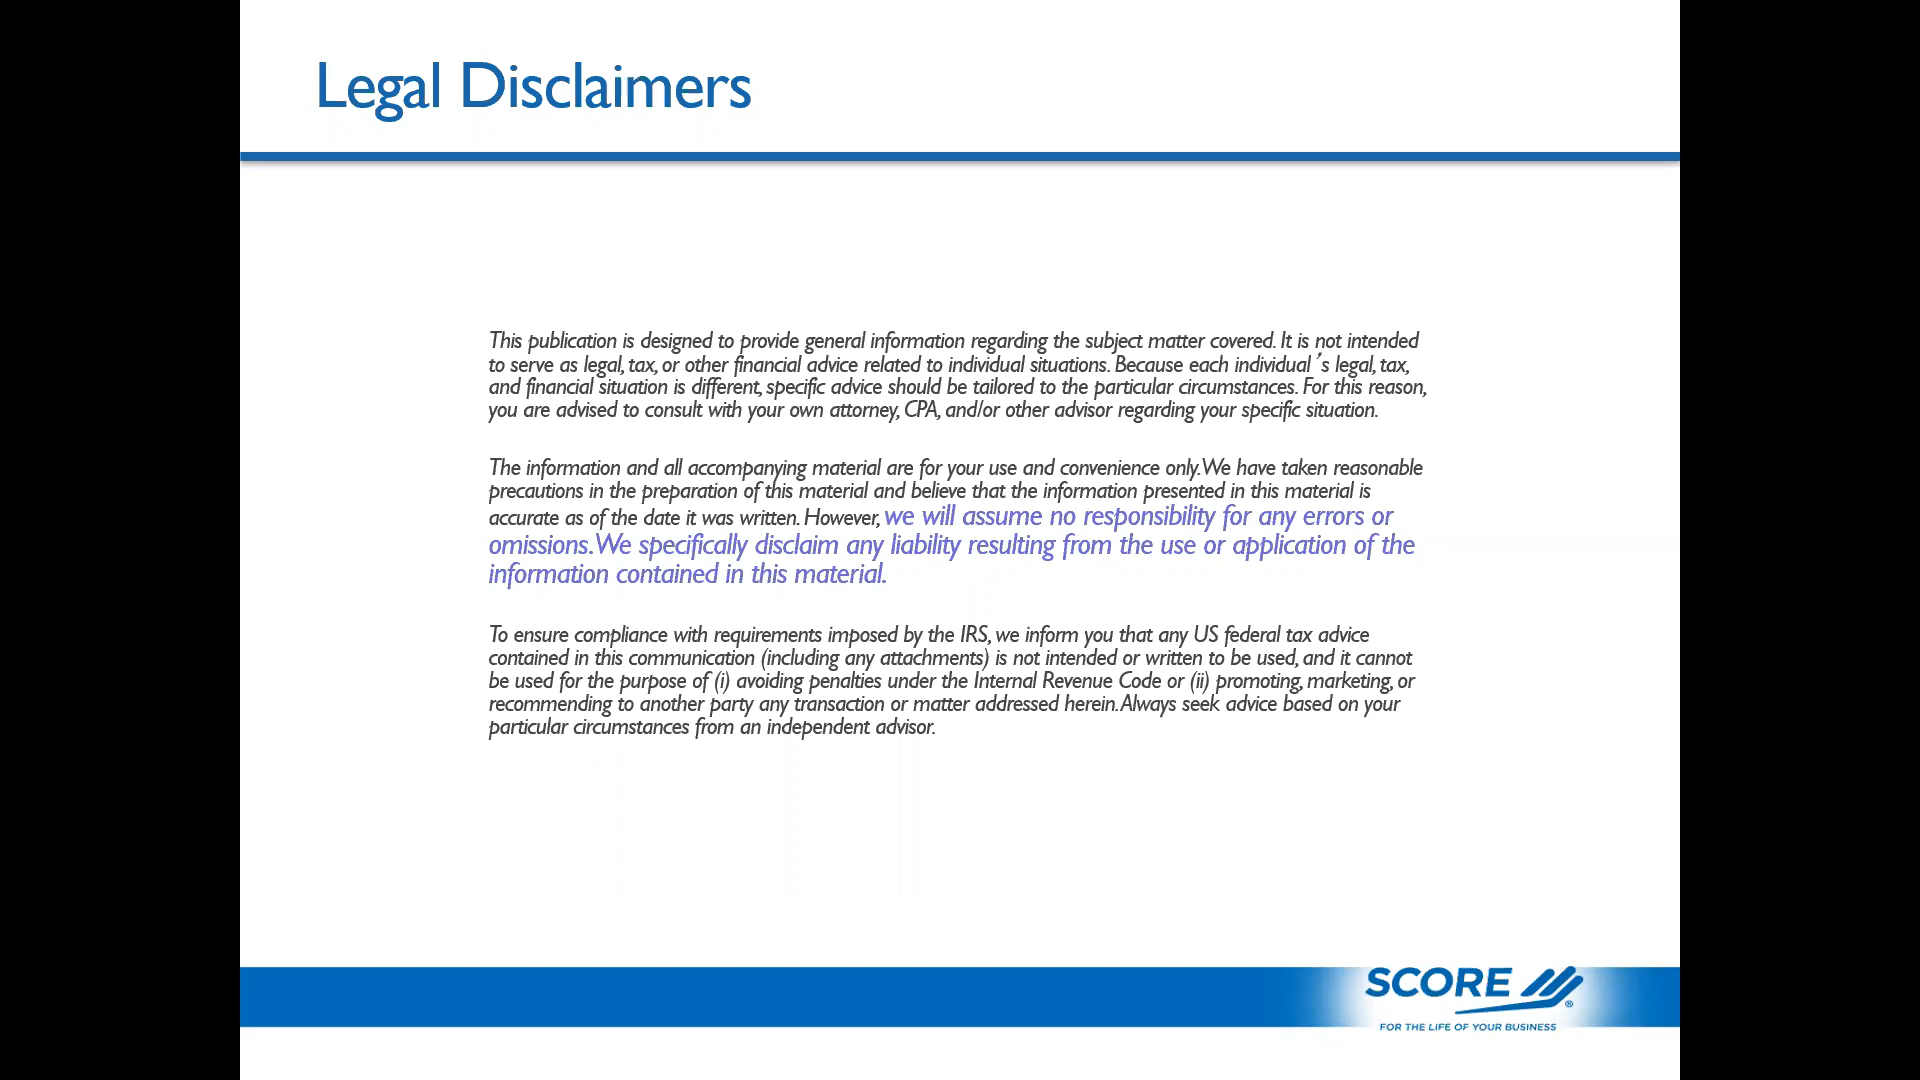 Legal Disclaimers
This publication is designed to provide general information regarding the subject matter covered. It is not intended
to serve as legal, tax, or other financial advice related to individual situations. Because each individual ’s legal, tax,
and financial situation is different, specific advice should be tailored to the particular circumstances. For this reason,
you are advised to consult with your own attorney, CPA, and/or other advisor regarding your specific situation.
The information and all accompanying material are for your use and convenience only. We have taken reasonable
precautions in the preparation of this material and believe that the information presented in this material is
accurate as of the date it was written. However, we will assume no responsibility for any errors or
omissions. We specifically disclaim any liability resulting from the use or application of the
information contained in this material.
To ensure compliance with requirements imposed by the IRS, we inform you that any US federal tax advice
contained in this communication (including any attachments) is not intended or written to be used, and it cannot
be used for the purpose of (i) avoiding penalties under the Internal Revenue Code or (ii) promoting, marketing, or
recommending to another party any transaction or matter addressed herein. Always seek advice based on your
particular circumstances from an independent advisor.
SCORE ®
FOR THE LIFE OF YOUR BUSINESS